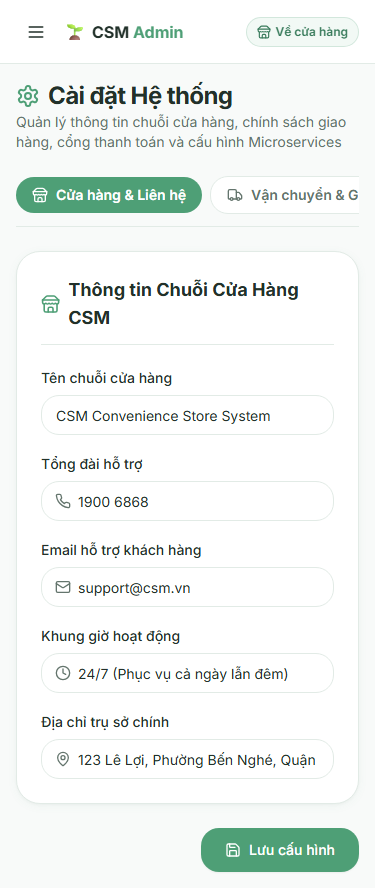 CSM Admin
Về cửa hàng
Cài đặt Hệ thống
Quản lý thông tin chuỗi cửa hàng, chính sách giao
hàng, cổng thanh toán và cấu hình Microservices
Cửa hàng & Liên hệ
Vận chuyển & G
Thông tin Chuỗi Cửa Hàng
CSM
Tên chuỗi cửa hàng
CSM Convenience Store System
Tổng đài hỗ trợ
1900 6868
Email hỗ trợ khách hàng
support@csm.vn
Khung giờ hoạt động
24/7 (Phục vụ cả ngày lẫn đêm)
Địa chỉ trụ sở chính
123 Lê Lợi, Phường Bến Nghé, Quận
Lưu cấu hình